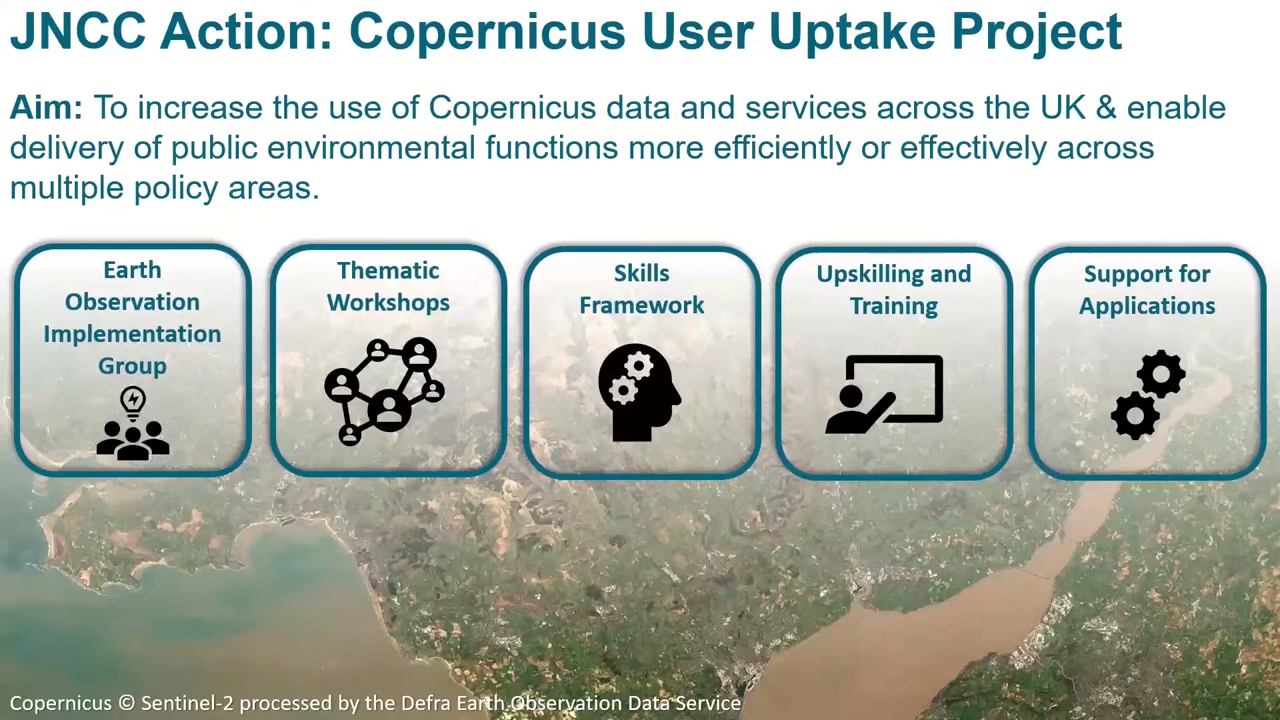 JNCC Action: Copernicus User Uptake Project
Aim: To increase the use of Copernicus data and services across the UK & enable
delivery of public environmental functions more efficiently or effectively across
multiple policy areas.
Earth
Observation
Implementation
Group
Thematic
Workshops
Skills
Framework
Upskilling and
Training
Support for
Applications
Copernicus © Sentinel-2 processed by the Defra Earth Observation Data Service